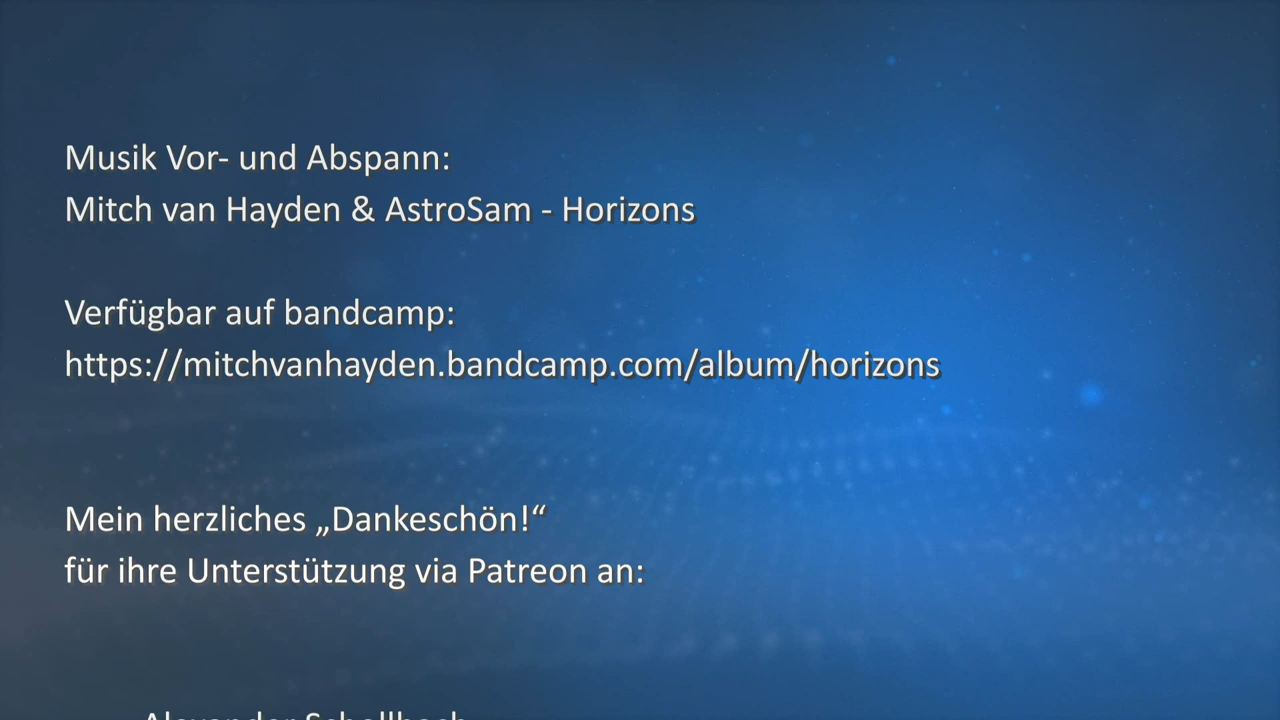 Musik Vor- und Abspann:
Mitch van Hayden & AstroSam - Horizons
Verfügbar auf bandcamp:
https://mitchvanhayden.bandcamp.com/album/horizons
Mein herzliches „Dankeschön!“
für ihre Unterstützung via Patreon an:
Alexander